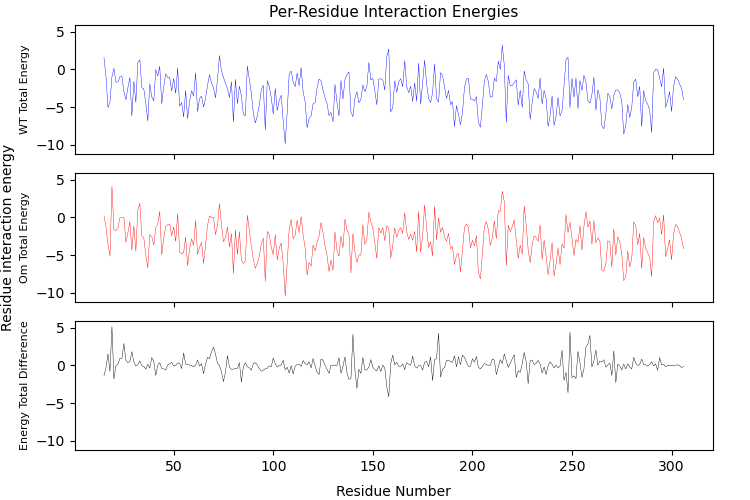 Per-Residue Interaction Energies
Residue interaction energy
WT Total Energy
5
0
−5
−10
Om Total Energy
5
0
−5
−10
Energy Total Difference
5
0
−5
−10
50 100 150 200 250 300
Residue Number